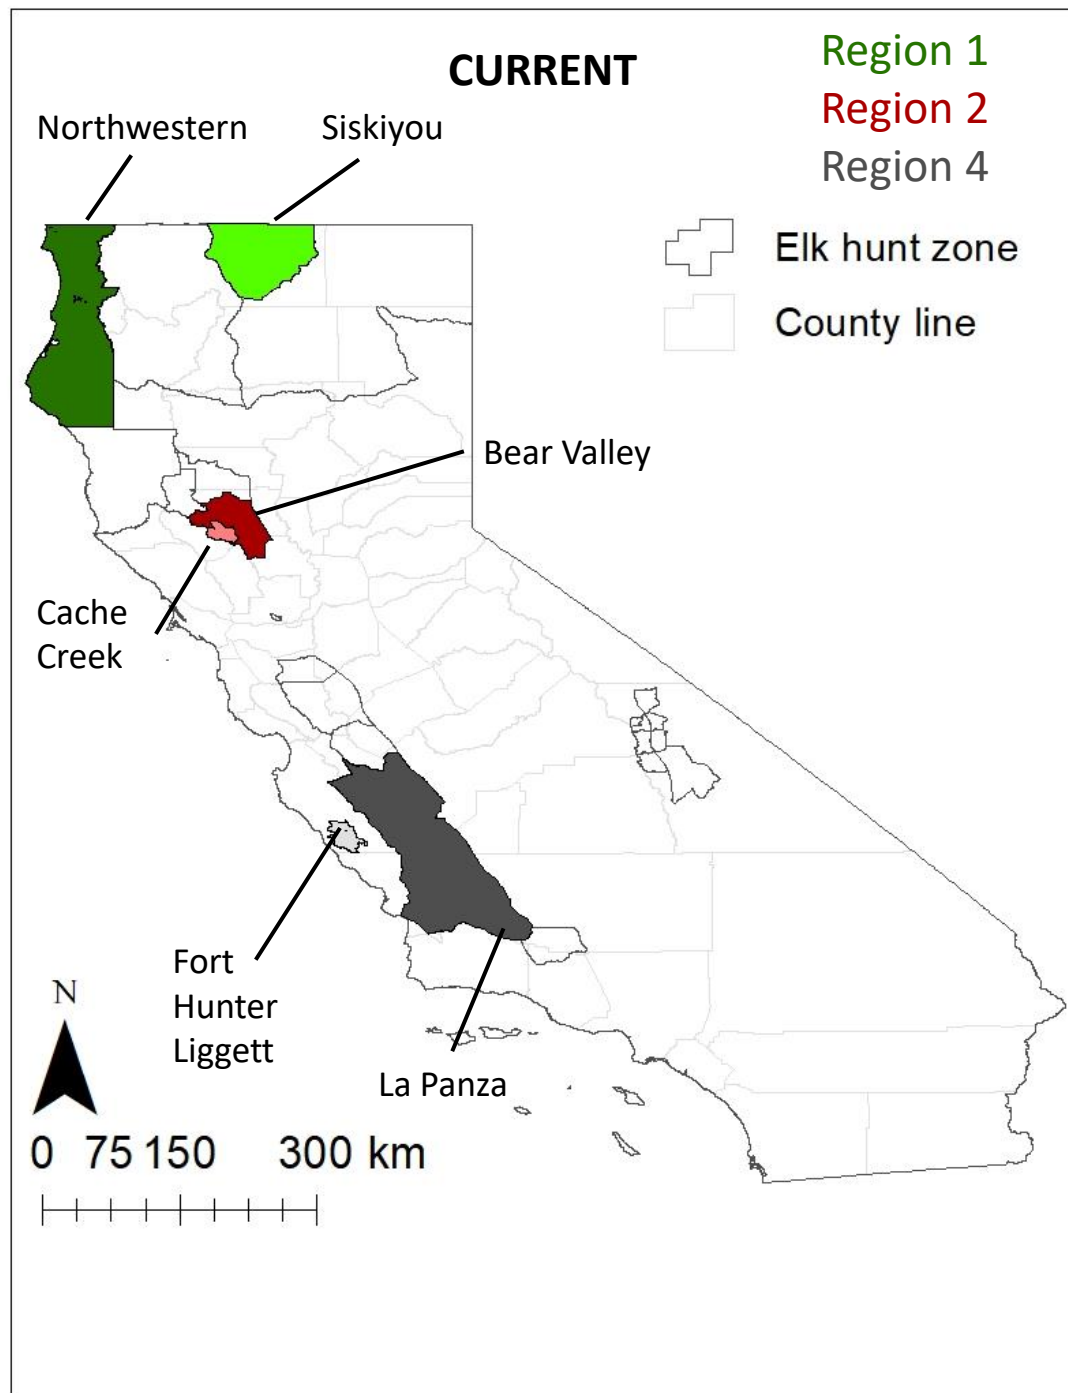 CURRENT
Region 1
Region 2
Region 4
Northwestern
Siskiyou
Elk hunt zone
County line
Bear Valley
Cache
Creek
Fort
Hunter
Liggett
La Panza
N
0 75 150 300 km